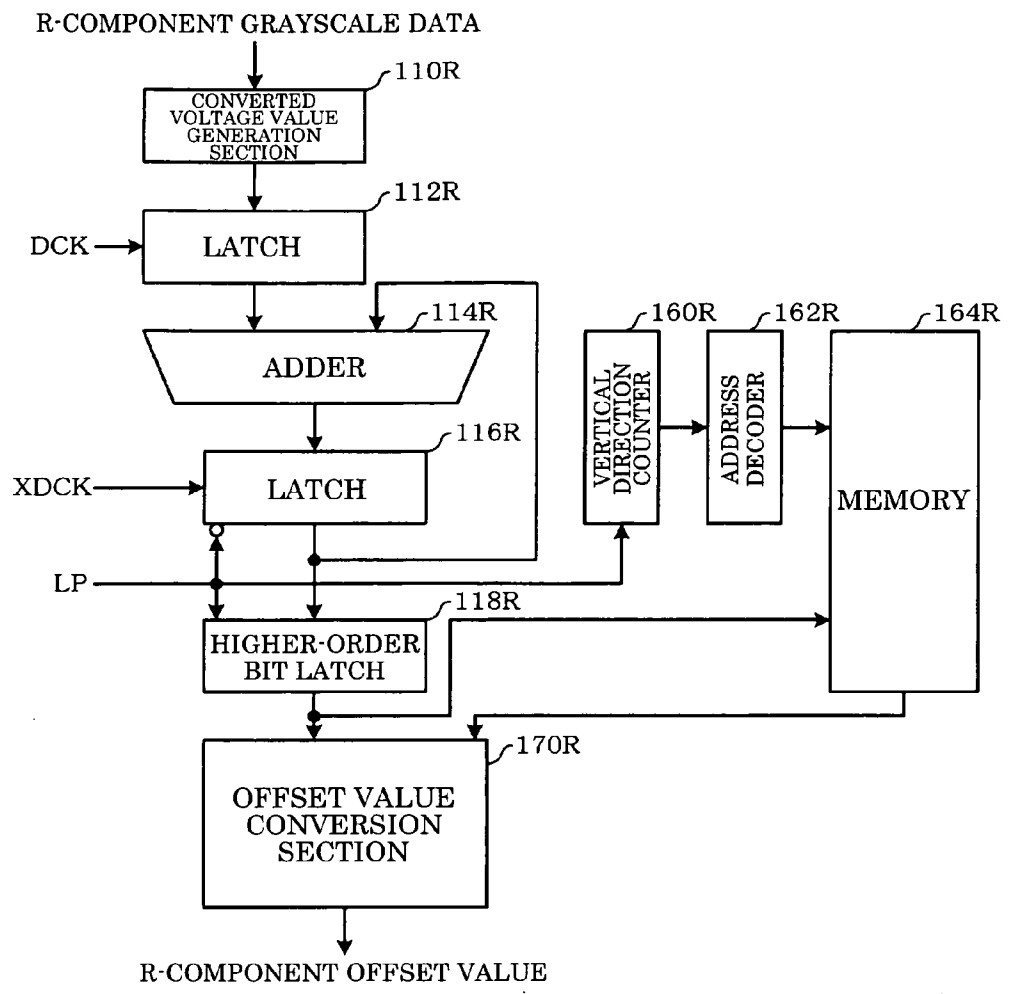 R-COMPONENT GRAYSCALE DATA
110R
CONVERTED
VOLTAGE VALUE
GENERATION
SECTION
112R
DCK
LATCH
114R
ADDER
160R
162R
164R
VERTICAL
DIRECTION
COUNTER
ADDRESS
DECODER
MEMORY
116R
XDCK
LATCH
LP
118R
HIGHER-ORDER
BIT LATCH
170R
OFFSET VALUE
CONVERSION
SECTION
R-COMPONENT OFFSET VALUE